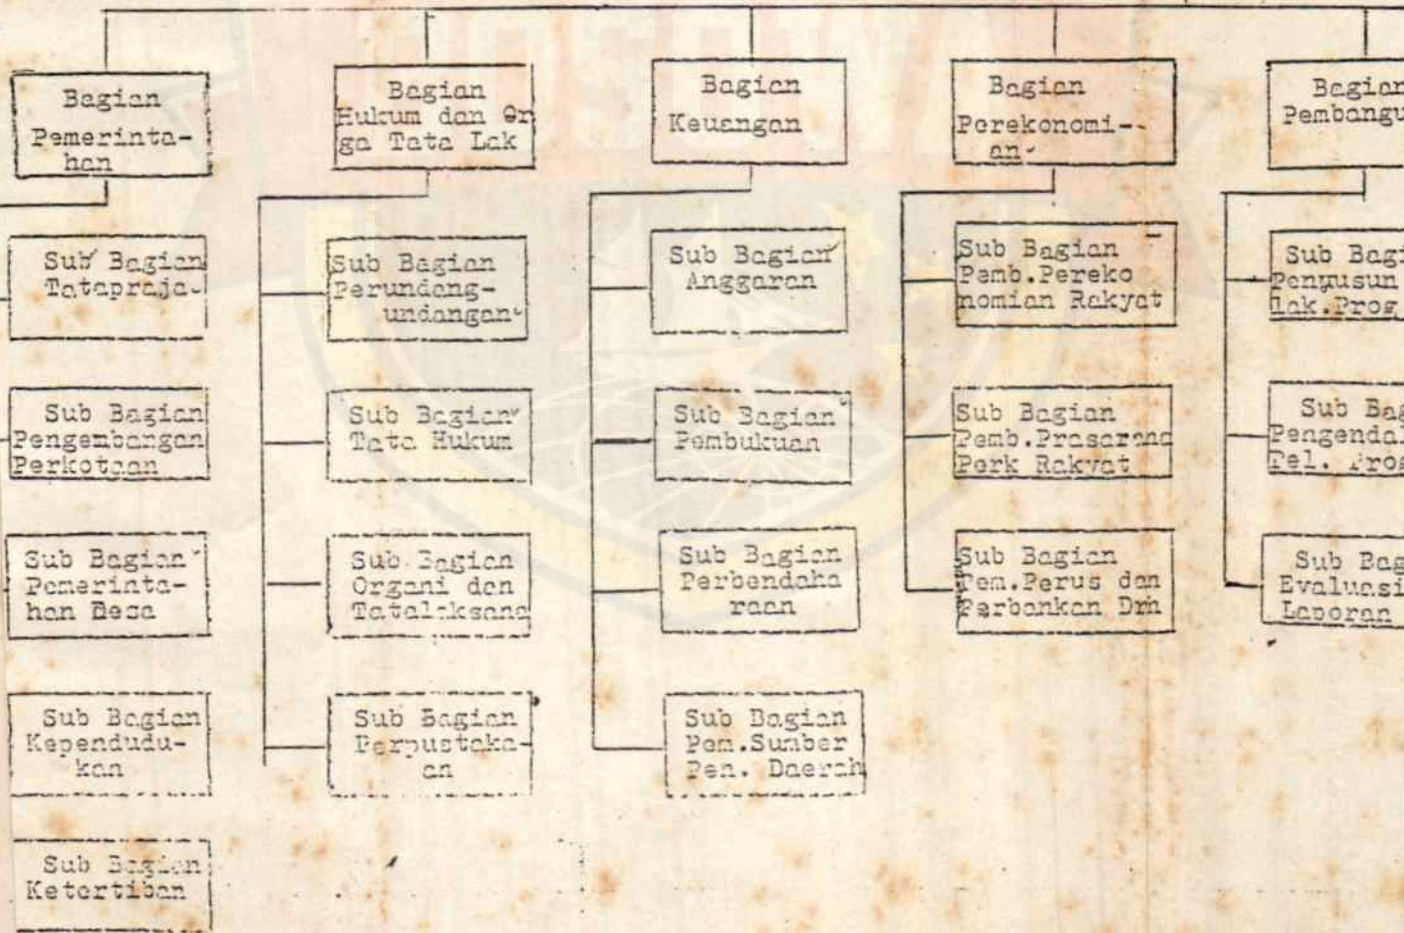 BOSOWA
Bagian
Pemerinta-
han
Bagian
Hukum dan Or
ga Tata Lak
Bagian
Keuangan
Bagian
Perekonomi-
an
Bagian
Pembangu
Sub Bagian
Tatapraja
Sub Bagian
Perundang-
undangan
Sub Bagian
Anggaran
Sub Bagian
Pemb.Pereko
nomian Rakyat
Sub Bagi
Penyusun
lak.Prog
Sub Bagian
Pengembangan
Perkotaan
Sub Bagian
Tata Hukum
Sub Bagian
Pembukuan
Sub Bagian
Pemb.Prasarana
Perk Rakyat
Sub Bag
Pengendal
Pel. Prog
Sub Bagian
Pemerinta-
han Desa
Sub Bagian
Organi dan
Tatalaksana
Sub Bagian
Perbendaha
raan
Sub Bagian
Pem.Perus dan
Perbankan Drh
Sub Bag
Evaluasi
Laporan
Sub Bagian
Kependudu-
kan
Sub Bagian
Perpustaka-
an
Sub Bagian
Pem.Sumber
Pen. Daerah
Sub Bagian
Ketertiban